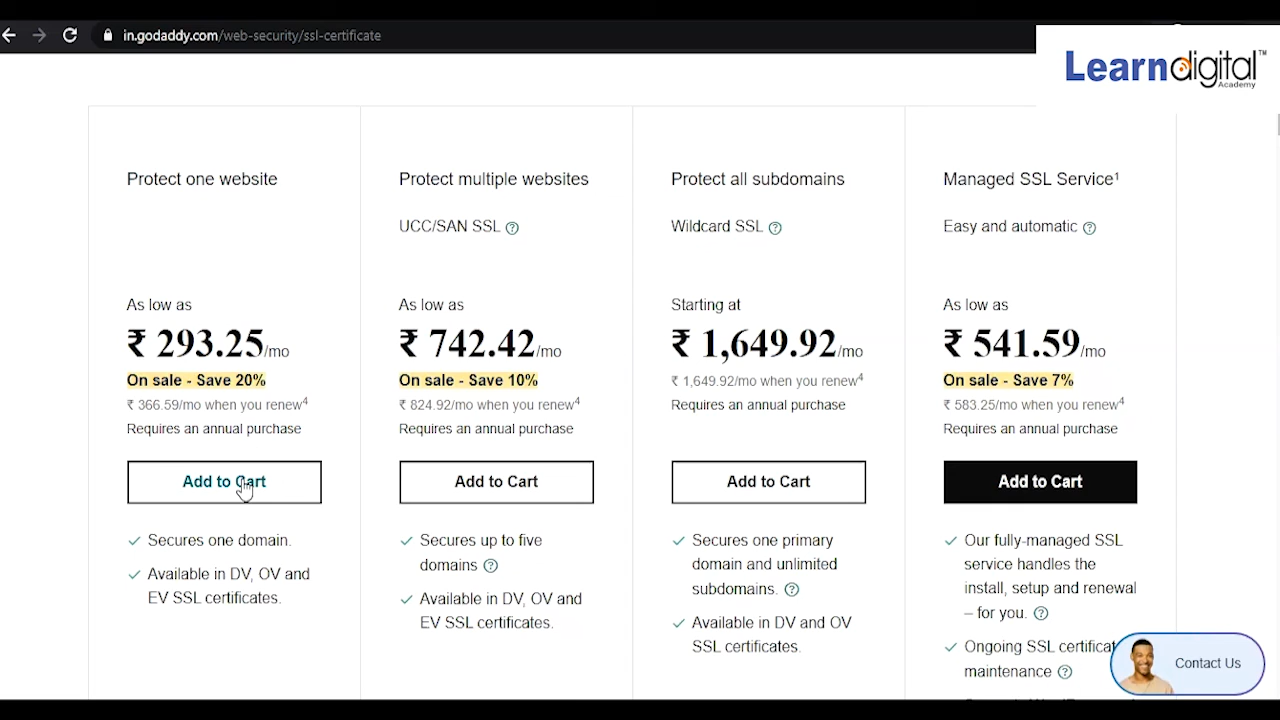 in.godaddy.com/web-security/ssl-certificate
Learndigital™
Academy
Protect one website
As low as
₹ 293.25/mo
On sale - Save 20%
₹ 366.59/mo when you renew⁴
Requires an annual purchase
Add to Cart
Secures one domain.
Available in DV, OV and
EV SSL certificates.
Protect multiple websites
UCC/SAN SSL ?
As low as
₹ 742.42/mo
On sale - Save 10%
₹ 824.92/mo when you renew⁴
Requires an annual purchase
Add to Cart
Secures up to five
domains ?
Available in DV, OV and
EV SSL certificates.
Protect all subdomains
Wildcard SSL ?
Starting at
₹ 1,649.92/mo
₹ 1,649.92/mo when you renew⁴
Requires an annual purchase
Add to Cart
Secures one primary
domain and unlimited
subdomains. ?
Available in DV and OV
SSL certificates.
Managed SSL Service¹
Easy and automatic ?
As low as
₹ 541.59/mo
On sale - Save 7%
₹ 583.25/mo when you renew⁴
Requires an annual purchase
Add to Cart
Our fully-managed SSL
service handles the
install, setup and renewal
– for you. ?
Ongoing SSL certificat
maintenance ?
Contact Us